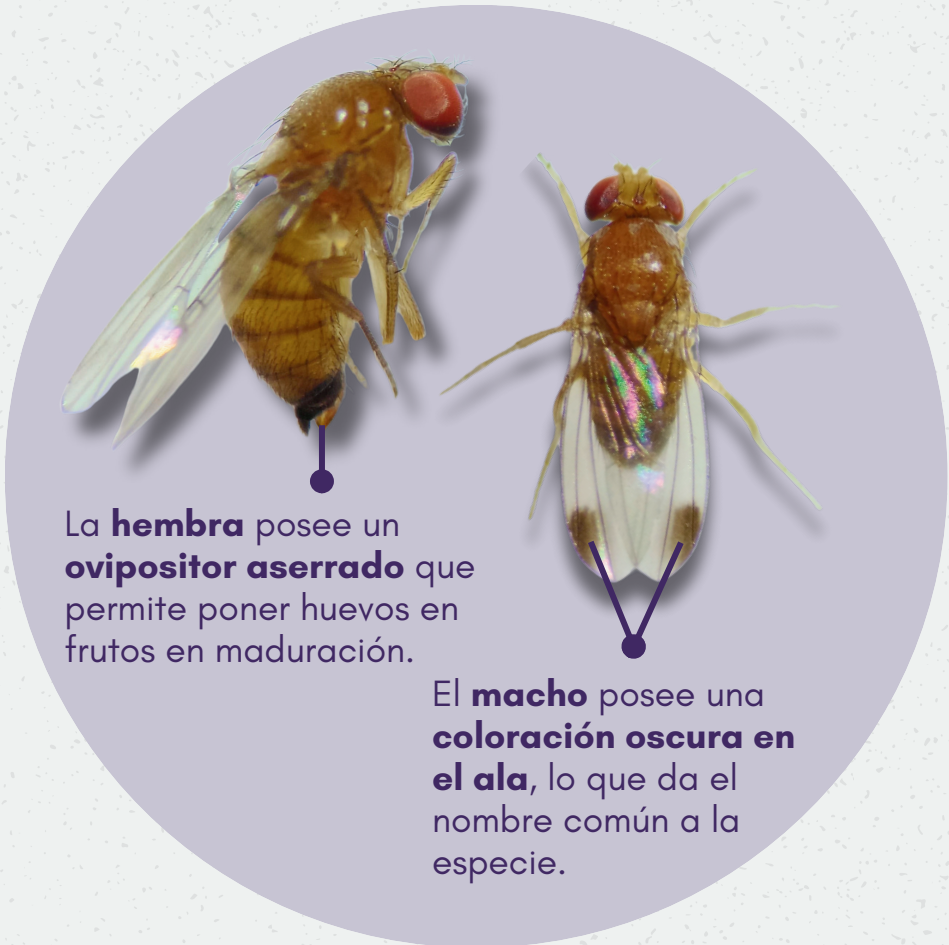 La hembra posee un
ovipositor aserrado que
permite poner huevos en
frutos en maduración.
El macho posee una
coloración oscura en
el ala, lo que da el
nombre común a la
especie.